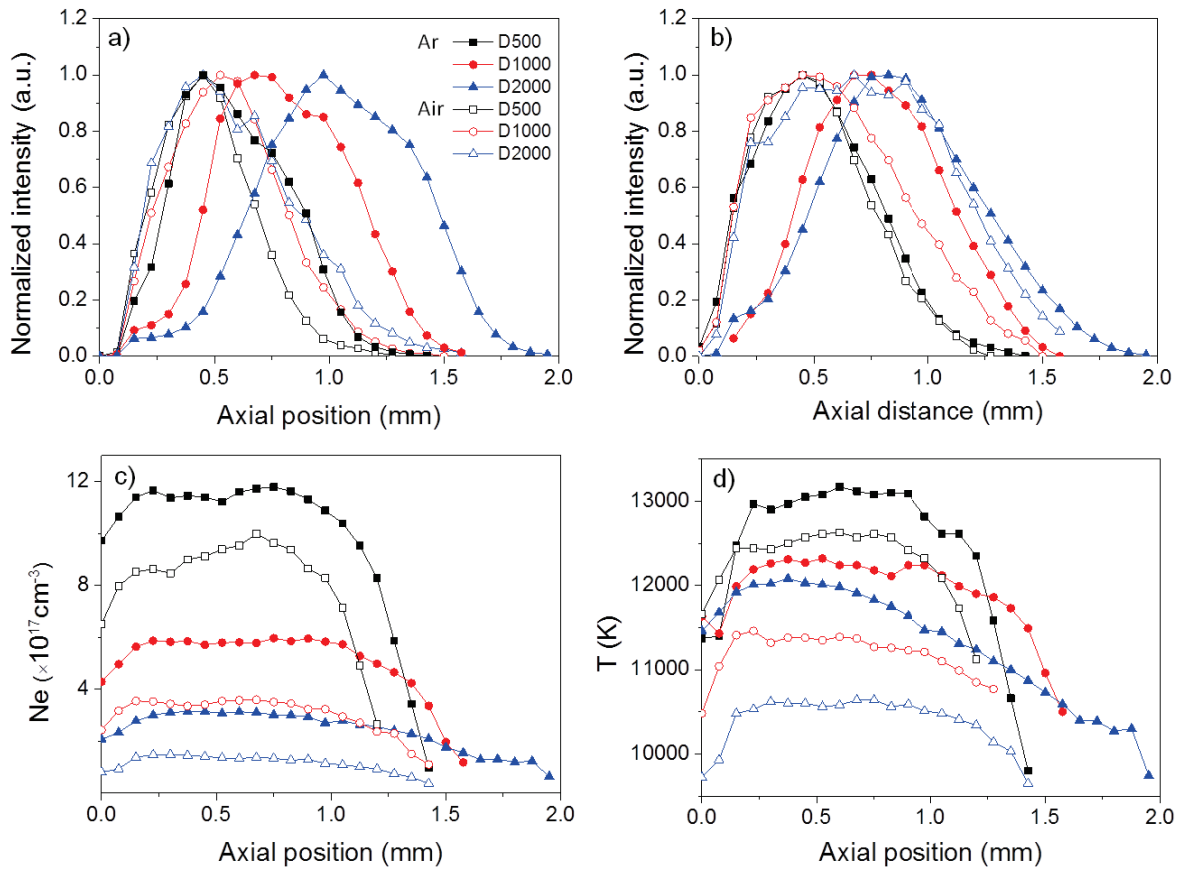 a)
Normalized intensity (a.u.)
1.2
1.0
0.8
0.6
0.4
0.2
0.0
Ar
D500
D1000
D2000
Air
D500
D1000
D2000
0.0 0.5 1.0 1.5 2.0
Axial position (mm)
b)
Normalized intensity (a.u.)
1.2
1.0
0.8
0.6
0.4
0.2
0.0
0.0 0.5 1.0 1.5 2.0
Axial distance (mm)
c)
Ne (×10¹⁷ cm⁻³)
12
8
4
0.0 0.5 1.0 1.5 2.0
Axial position (mm)
d)
T (K)
13000
12000
11000
10000
0.0 0.5 1.0 1.5 2.0
Axial position (mm)